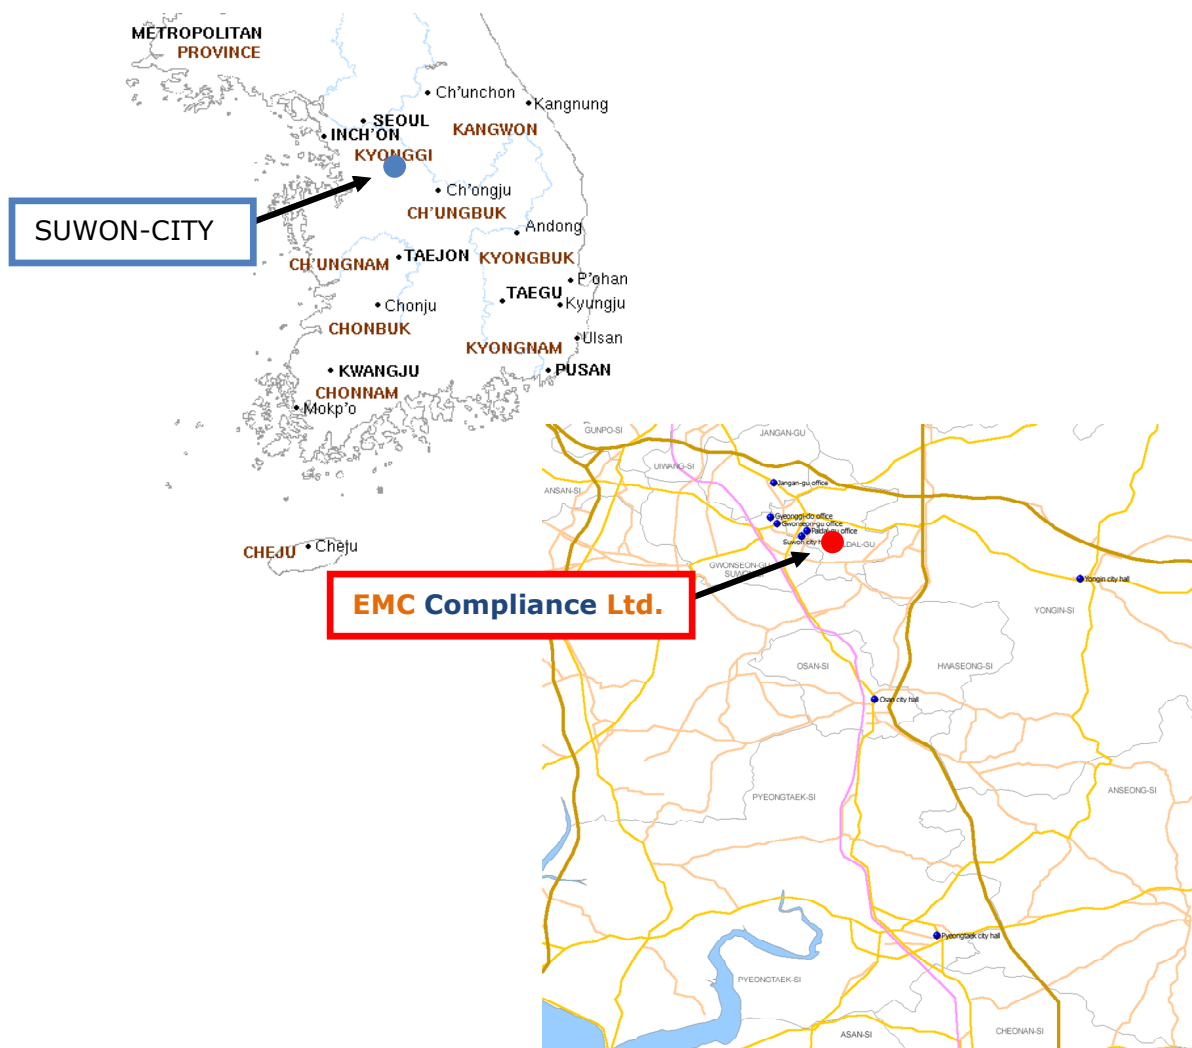 METROPOLITAN
PROVINCE
Ch'unchon
Kangnung
SEOUL
INCH'ON
KANGWON
KYONGGI
Ch'ongju
CH'UNGBUK
SUWON-CITY
Andong
TAEJON
CH'UNGNAM
KYONGBUK
P'ohan
TAEGU
Kyungju
Chonju
CHONBUK
Ulsan
KYONGNAM
KWANGJU
PUSAN
CHONNAM
Mokp'o
CHEJU
Cheju
GUNPO-SI
JANGAN-GU
UIWANG-SI
ANSAN-SI
Jangan-gu office
Gyeonggi-do office
Gwonseon-gu office
Paldal-gu office
Suwon city
GWONSEON-GU
Yongin city hall
EMC Compliance Ltd.
YONGIN-SI
OSAN-SI
HWASEONG-SI
Osan city hall
PYEONGTAEK-SI
ANSEONG-SI
Pyeongtaek city hall
PYEONGTAEK-SI
ASAN-SI
CHEONAN-SI